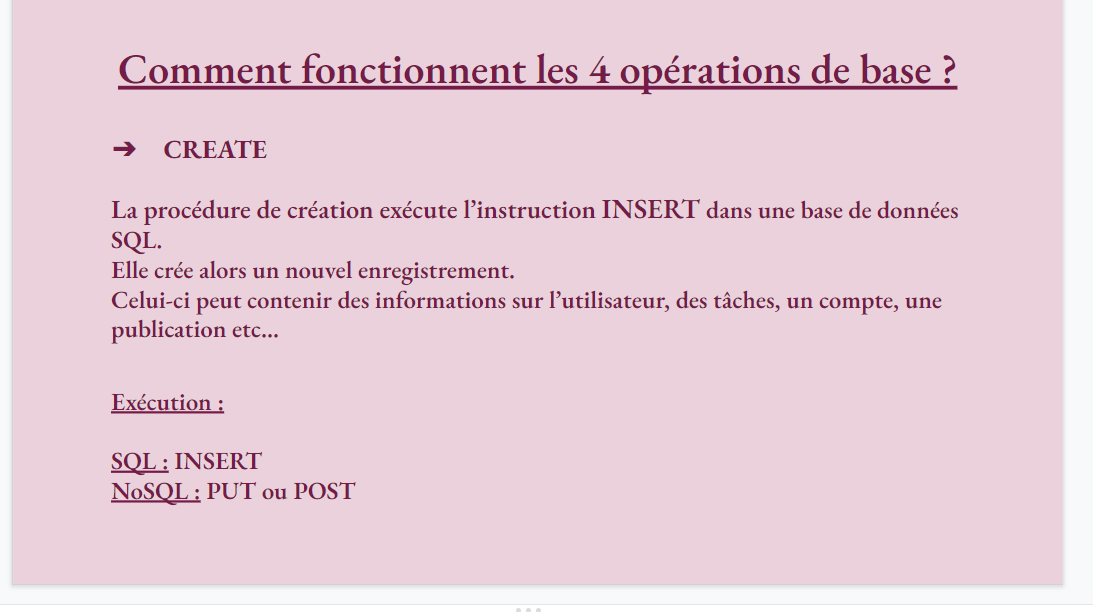 Comment fonctionnent les 4 opérations de base ?
➔ CREATE
La procédure de création exécute l’instruction INSERT dans une base de données
SQL.
Elle crée alors un nouvel enregistrement.
Celui-ci peut contenir des informations sur l’utilisateur, des tâches, un compte, une
publication etc...
Exécution :
SQL : INSERT
NoSQL : PUT ou POST